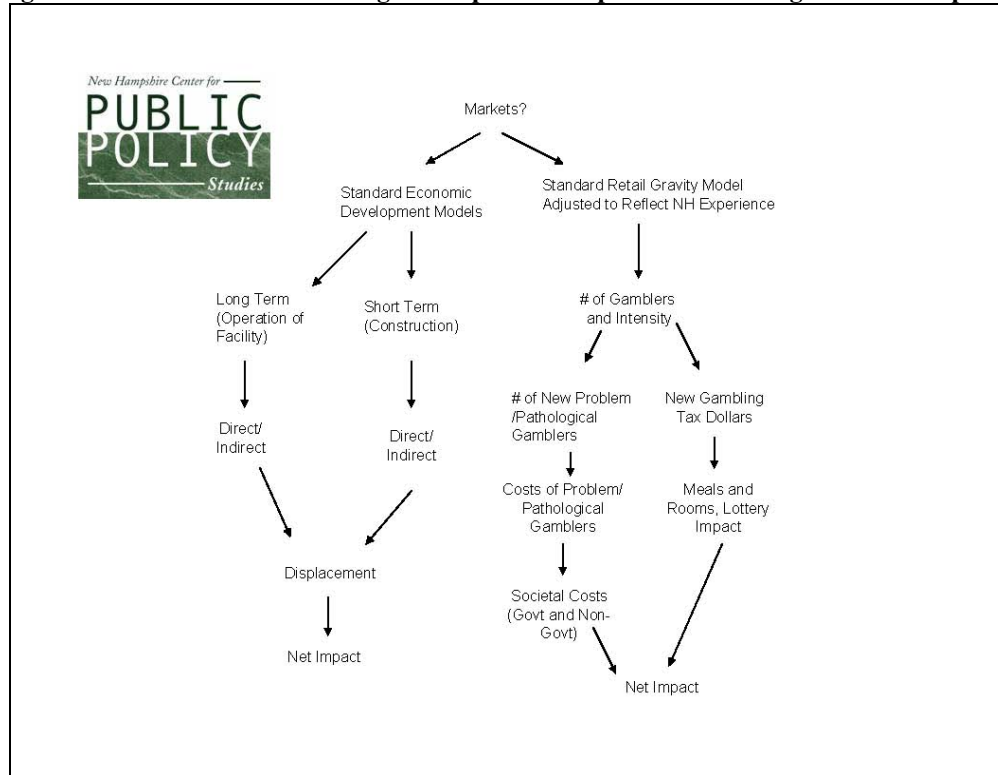 New Hampshire Center for
PUBLIC
POLICY
Studies
Markets?
Standard Economic
Development Models
Standard Retail Gravity Model
Adjusted to Reflect NH Experience
Long Term
(Operation of
Facility)
Short Term
(Construction)
# of Gamblers
and Intensity
Direct/
Indirect
Direct/
Indirect
# of New Problem
/Pathological
Gamblers
New Gambling
Tax Dollars
Costs of Problem/
Pathological
Gamblers
Meals and
Rooms, Lottery
Impact
Displacement
Societal Costs
(Govt and Non-
Govt)
Net Impact
Net Impact